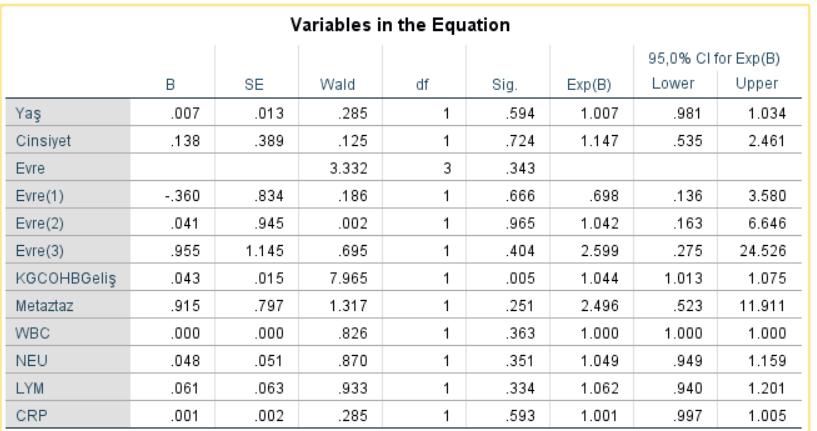 Variables in the Equation
95,0% CI for Exp(B)
B SE Wald df Sig. Exp(B) Lower Upper
Yaş .007 .013 .285 1 .594 1.007 .981 1.034
Cinsiyet .138 .389 .125 1 .724 1.147 .535 2.461
Evre 3.332 3 .343
Evre(1) -.360 .834 .186 1 .666 .698 .136 3.580
Evre(2) .041 .945 .002 1 .965 1.042 .163 6.646
Evre(3) .955 1.145 .695 1 .404 2.599 .275 24.526
KGCOHBGeliş .043 .015 7.965 1 .005 1.044 1.013 1.075
Metaztaz .915 .797 1.317 1 .251 2.496 .523 11.911
WBC .000 .000 .826 1 .363 1.000 1.000 1.000
NEU .048 .051 .870 1 .351 1.049 .949 1.159
LYM .061 .063 .933 1 .334 1.062 .940 1.201
CRP .001 .002 .285 1 .593 1.001 .997 1.005